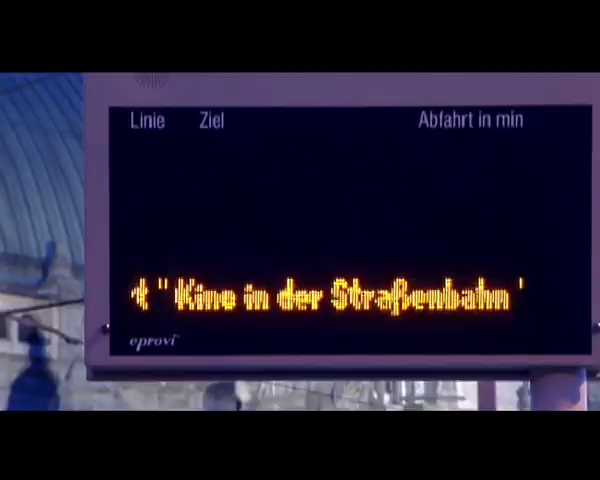 Linie Ziel Abfahrt in min
" Kino in der Straßenbahn "
eprovi